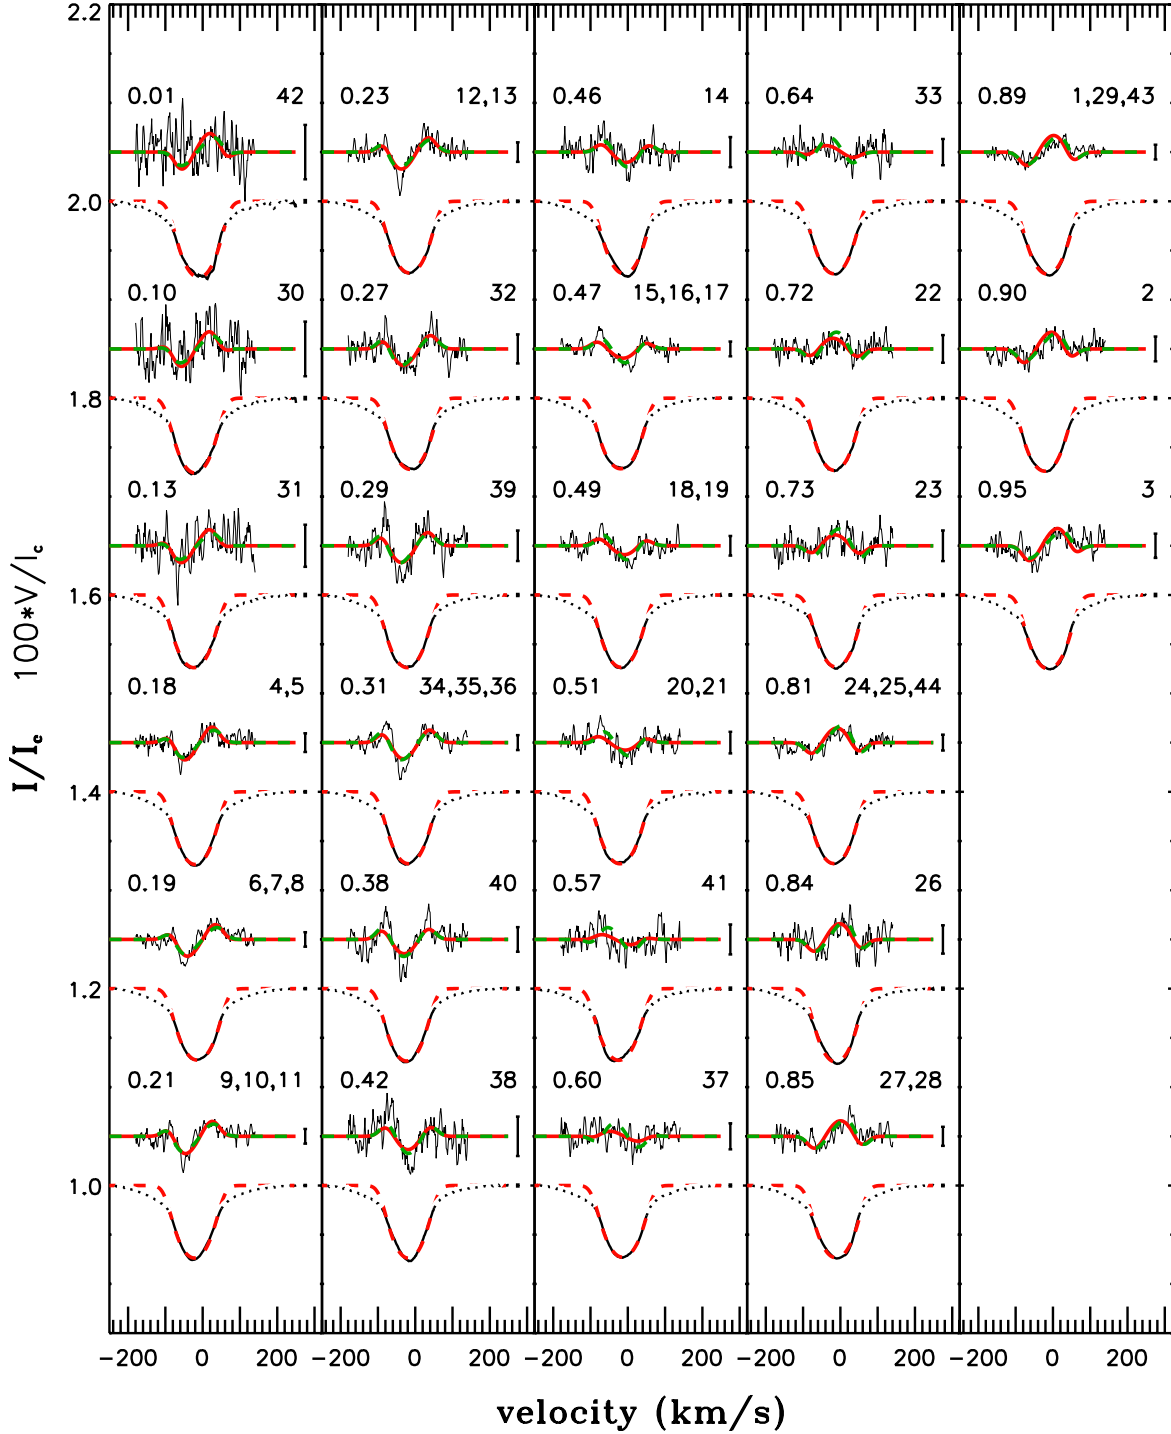 2.2
0.01 42 0.23 12,13 0.46 14 0.64 33 0.89 1,29,43
2.0
0.10 30 0.27 32 0.47 15,16,17 0.72 22 0.90 2
1.8
0.13 31 0.29 39 0.49 18,19 0.73 23 0.95 3
1.6
0.18 4,5 0.31 34,35,36 0.51 20,21 0.81 24,25,44
1.4
0.19 6,7,8 0.38 40 0.57 41 0.84 26
1.2
0.21 9,10,11 0.42 38 0.60 37 0.85 27,28
1.0
I/Ic 100*V/Ic
-200 0 200 -200 0 200 -200 0 200 -200 0 200 -200 0 200
velocity (km/s)